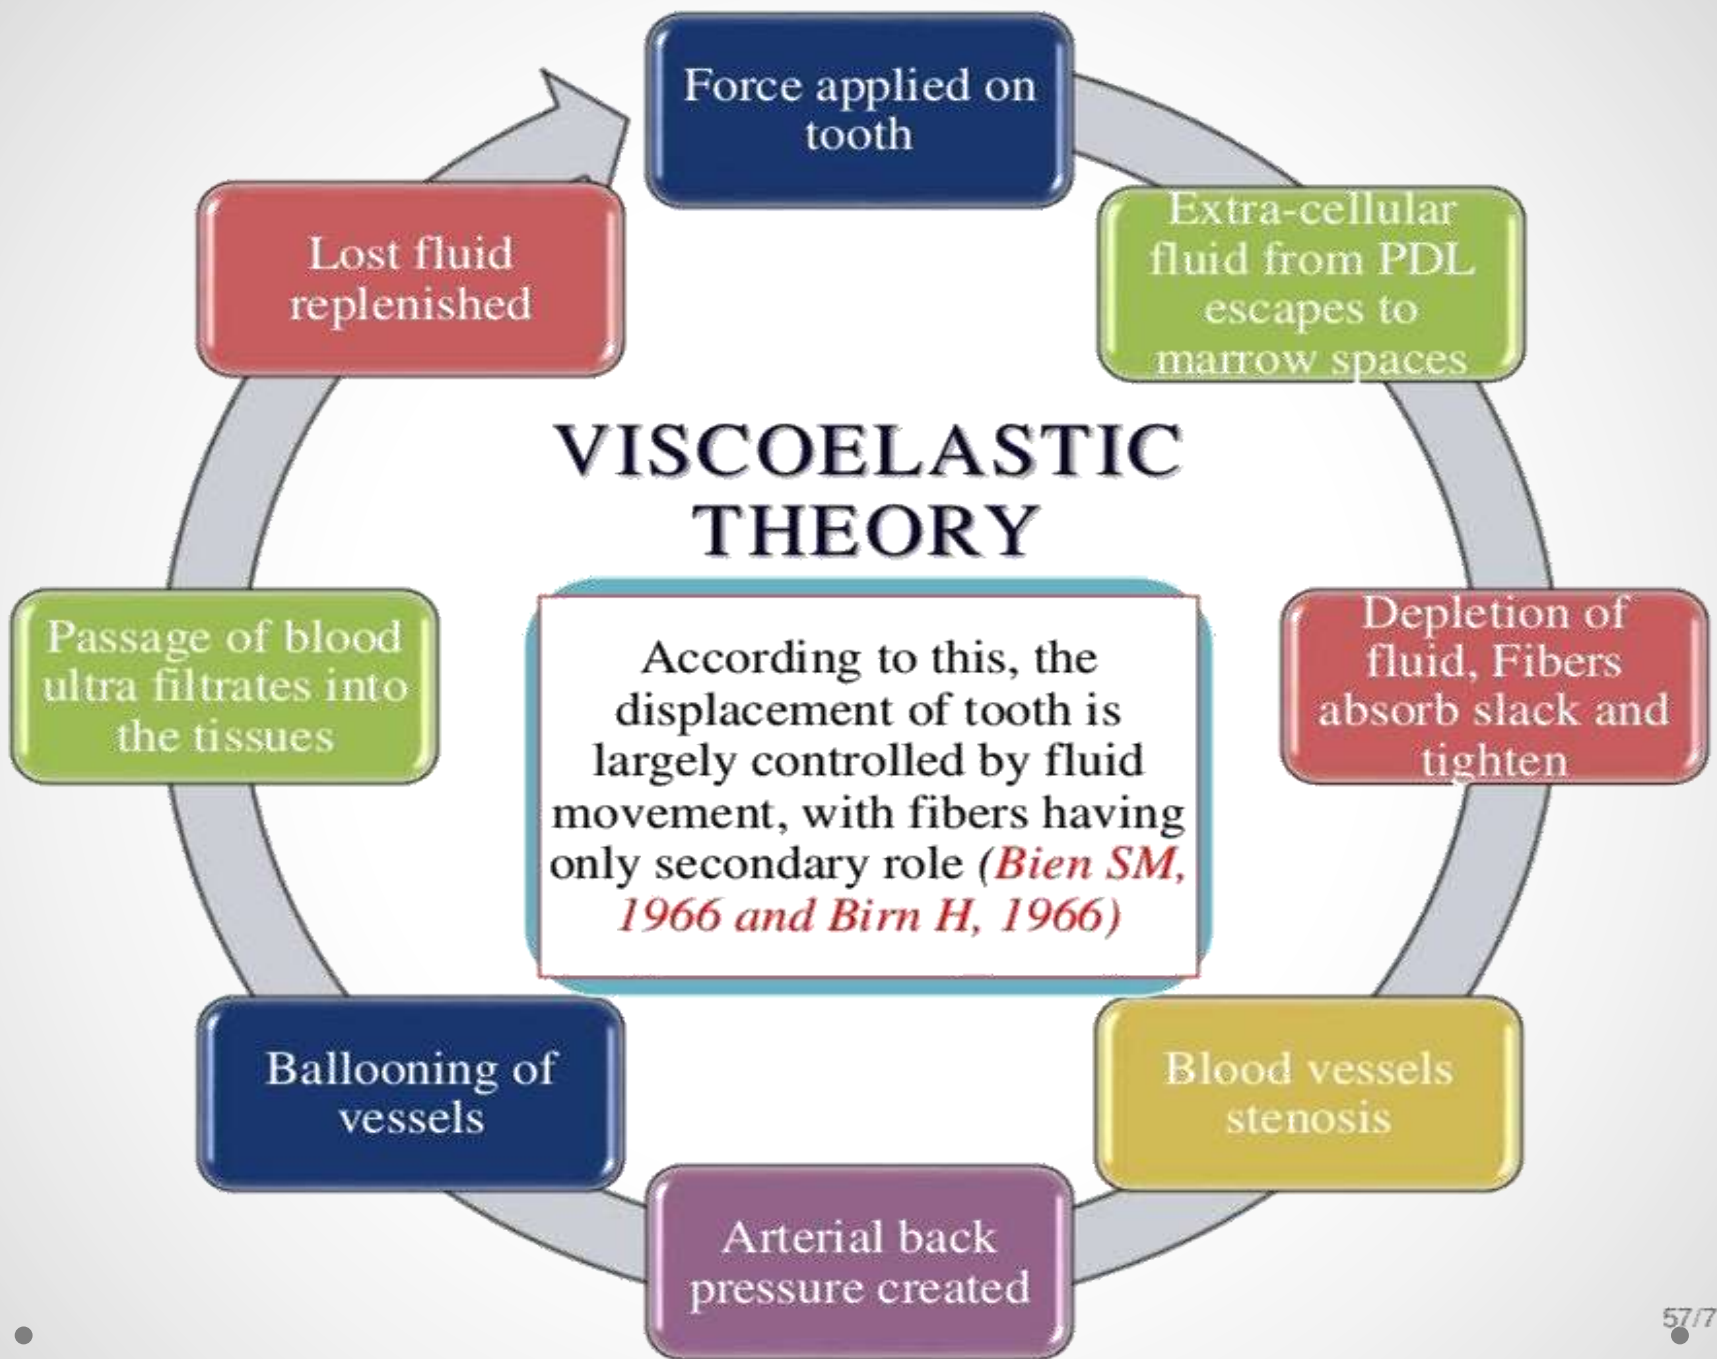 Force applied on
tooth
Extra-cellular
fluid from PDL
escapes to
marrow spaces
Depletion of
fluid, Fibers
absorb slack and
tighten
Blood vessels
stenosis
Arterial back
pressure created
Ballooning of
vessels
Passage of blood
ultra filtrates into
the tissues
Lost fluid
replenished
VISCOELASTIC
THEORY
According to this, the
displacement of tooth is
largely controlled by fluid
movement, with fibers having
only secondary role (Bien SM,
1966 and Birn H, 1966)
57/7